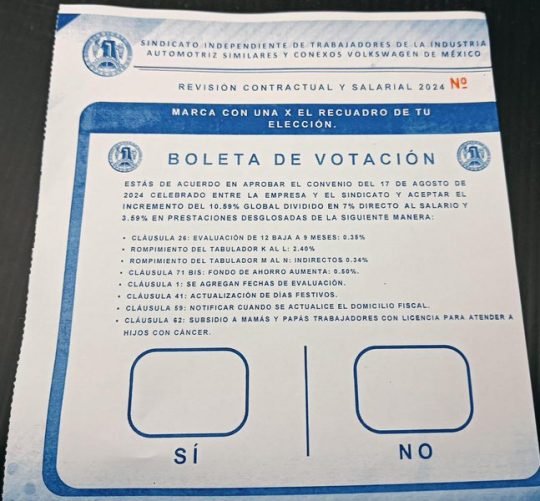 SINDICATO INDEPENDIENTE DE TRABAJADORES DE LA INDUSTRIA
AUTOMOTRIZ SIMILARES Y CONEXOS VOLKSWAGEN DE MÉXICO
REVISIÓN CONTRACTUAL Y SALARIAL 2024 Nº
MARCA CON UNA X EL RECUADRO DE TU
ELECCIÓN.
BOLETA DE VOTACIÓN
ESTÁS DE ACUERDO EN APROBAR EL CONVENIO DEL 17 DE AGOSTO DE
2024 CELEBRADO ENTRE LA EMPRESA Y EL SINDICATO Y ACEPTAR EL
INCREMENTO DEL 10.59% GLOBAL DIVIDIDO EN 7% DIRECTO AL SALARIO Y
3.59% EN PRESTACIONES DESGLOSADAS DE LA SIGUIENTE MANERA:
• CLÁUSULA 26: EVALUACIÓN DE 12 BAJA A 9 MESES: 0.35%
• ROMPIMIENTO DEL TABULADOR K AL L: 2.40%
• ROMPIMIENTO DEL TABULADOR M AL N: INDIRECTOS 0.34%
• CLÁUSULA 71 BIS: FONDO DE AHORRO AUMENTA: 0.50%.
• CLÁUSULA 1: SE AGREGAN FECHAS DE EVALUACIÓN.
• CLÁUSULA 41: ACTUALIZACIÓN DE DÍAS FESTIVOS.
• CLÁUSULA 59: NOTIFICAR CUANDO SE ACTUALICE EL DOMICILIO FISCAL.
• CLÁUSULA 62: SUBSIDIO A MAMÁS Y PAPÁS TRABAJADORES CON LICENCIA PARA ATENDER A
HIJOS CON CÁNCER.
SÍ
NO